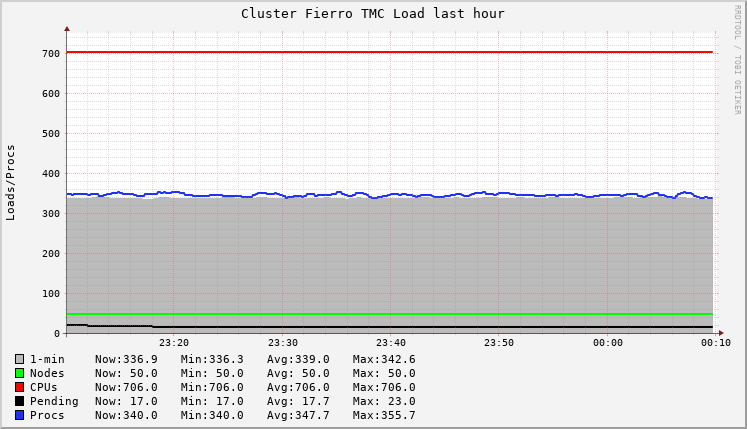 Cluster Fierro TMC Load last hour
RRDTOOL / TOBI OETIKER
Loads/Procs
700
600
500
400
300
200
100
0
23:20 23:30 23:40 23:50 00:00 00:10
1-min Now:336.9 Min:336.3 Avg:339.0 Max:342.6
Nodes Now: 50.0 Min: 50.0 Avg: 50.0 Max: 50.0
CPUs Now:706.0 Min:706.0 Avg:706.0 Max:706.0
Pending Now: 17.0 Min: 17.0 Avg: 17.7 Max: 23.0
Procs Now:340.0 Min:340.0 Avg:347.7 Max:355.7